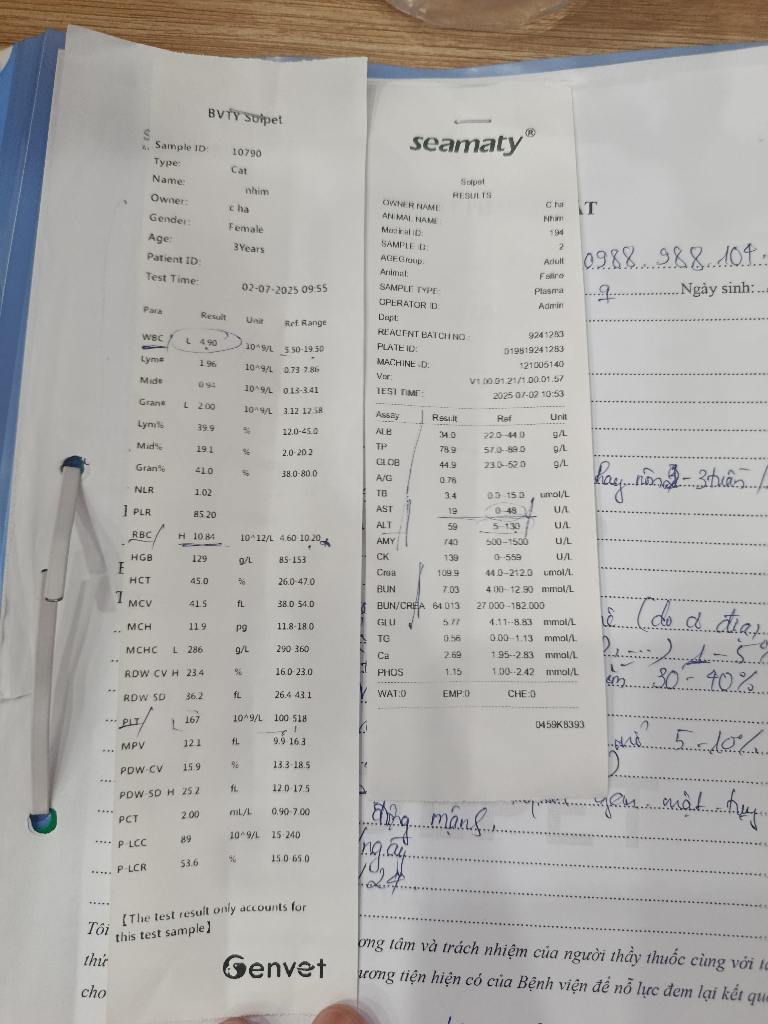 BVTY Solpet
Sample ID: 10790
Type: Cat
Name: nhim
Owner: c ha
Gender: Female
Age: 3Years
Patient ID:
Test Time: 02-07-2025 09:55
Para Result Unit Ref Range
WBC L 4.90 10^9/L 5.50-19.50
Lym# 1.96 10^9/L 0.73-7.86
Mid# 0.94 10^9/L 0.13-3.41
Gran# L 2.00 10^9/L 3.12-12.58
Lym% 39.9 % 12.0-45.0
Mid% 19.1 % 2.0-20.2
Gran% 41.0 % 38.0-80.0
NLR 1.02
PLR 85.20
RBC H 10.84 10^12/L 4.60-10.20
HGB 129 g/L 85-153
HCT 45.0 % 26.0-47.0
MCV 41.5 fL 38.0-54.0
MCH 11.9 pg 11.8-18.0
MCHC L 286 g/L 290-360
RDW-CV H 23.4 % 16.0-23.0
RDW-SD 36.2 fL 26.4-43.1
PLT 167 10^9/L 100-518
MPV 12.1 fL 9.9-16.3
PDW-CV 15.9 % 13.3-18.5
PDW-SD H 25.2 fL 12.0-17.5
PCT 2.00 mL/L 0.90-7.00
P-LCC 89 10^9/L 15-240
P-LCR 53.6 % 15.0-65.0
【The test result only accounts for
this test sample】
Genvet
seamaty®
Solpet
RESULTS
OWNER NAME: C ha
ANIMAL NAME: Nhim
Medical ID: 194
SAMPLE ID: 2
AGEGroup: Adult
Animal: Feline
SAMPLE TYPE: Plasma
OPERATOR ID: Admin
Dept:
REAGENT BATCH NO.: 9241283
PLATE ID: 019819241283
MACHINE ID: 121005140
Ver: V1.00.01.21/1.00.01.57
TEST TIME: 2025-07-02 10:53
Assay Result Ref Unit
ALB 34.0 22.0--44.0 g/L
TP 78.9 57.0--89.0 g/L
GLOB 44.9 23.0--52.0 g/L
A/G 0.76
TB 3.4 0.0--15.0 umol/L
AST 19 0--48 U/L
ALT 59 5--130 U/L
AMY 740 500--1500 U/L
CK 139 0--559 U/L
Crea 109.9 44.0--212.0 umol/L
BUN 7.03 4.00--12.90 mmol/L
BUN/CREA 64.013 27.000--182.000
GLU 5.77 4.11--8.83 mmol/L
TG 0.56 0.00--1.13 mmol/L
Ca 2.69 1.95--2.83 mmol/L
PHOS 1.15 1.00--2.42 mmol/L
WAT:0 EMP:0 CHE:0
0459K8393
ẬT
0988.988.104
9 Ngày sinh:
hay nôn 2-3 tuần /
(do d địa,
1-5%
30-40%
5-10%
động mạnh,
ngày
Tôi
thứ
cho
ơng tâm và trách nhiệm của người thầy thuốc cùng với t
ương tiện hiện có của Bệnh viện để nỗ lực đem lại kết qu